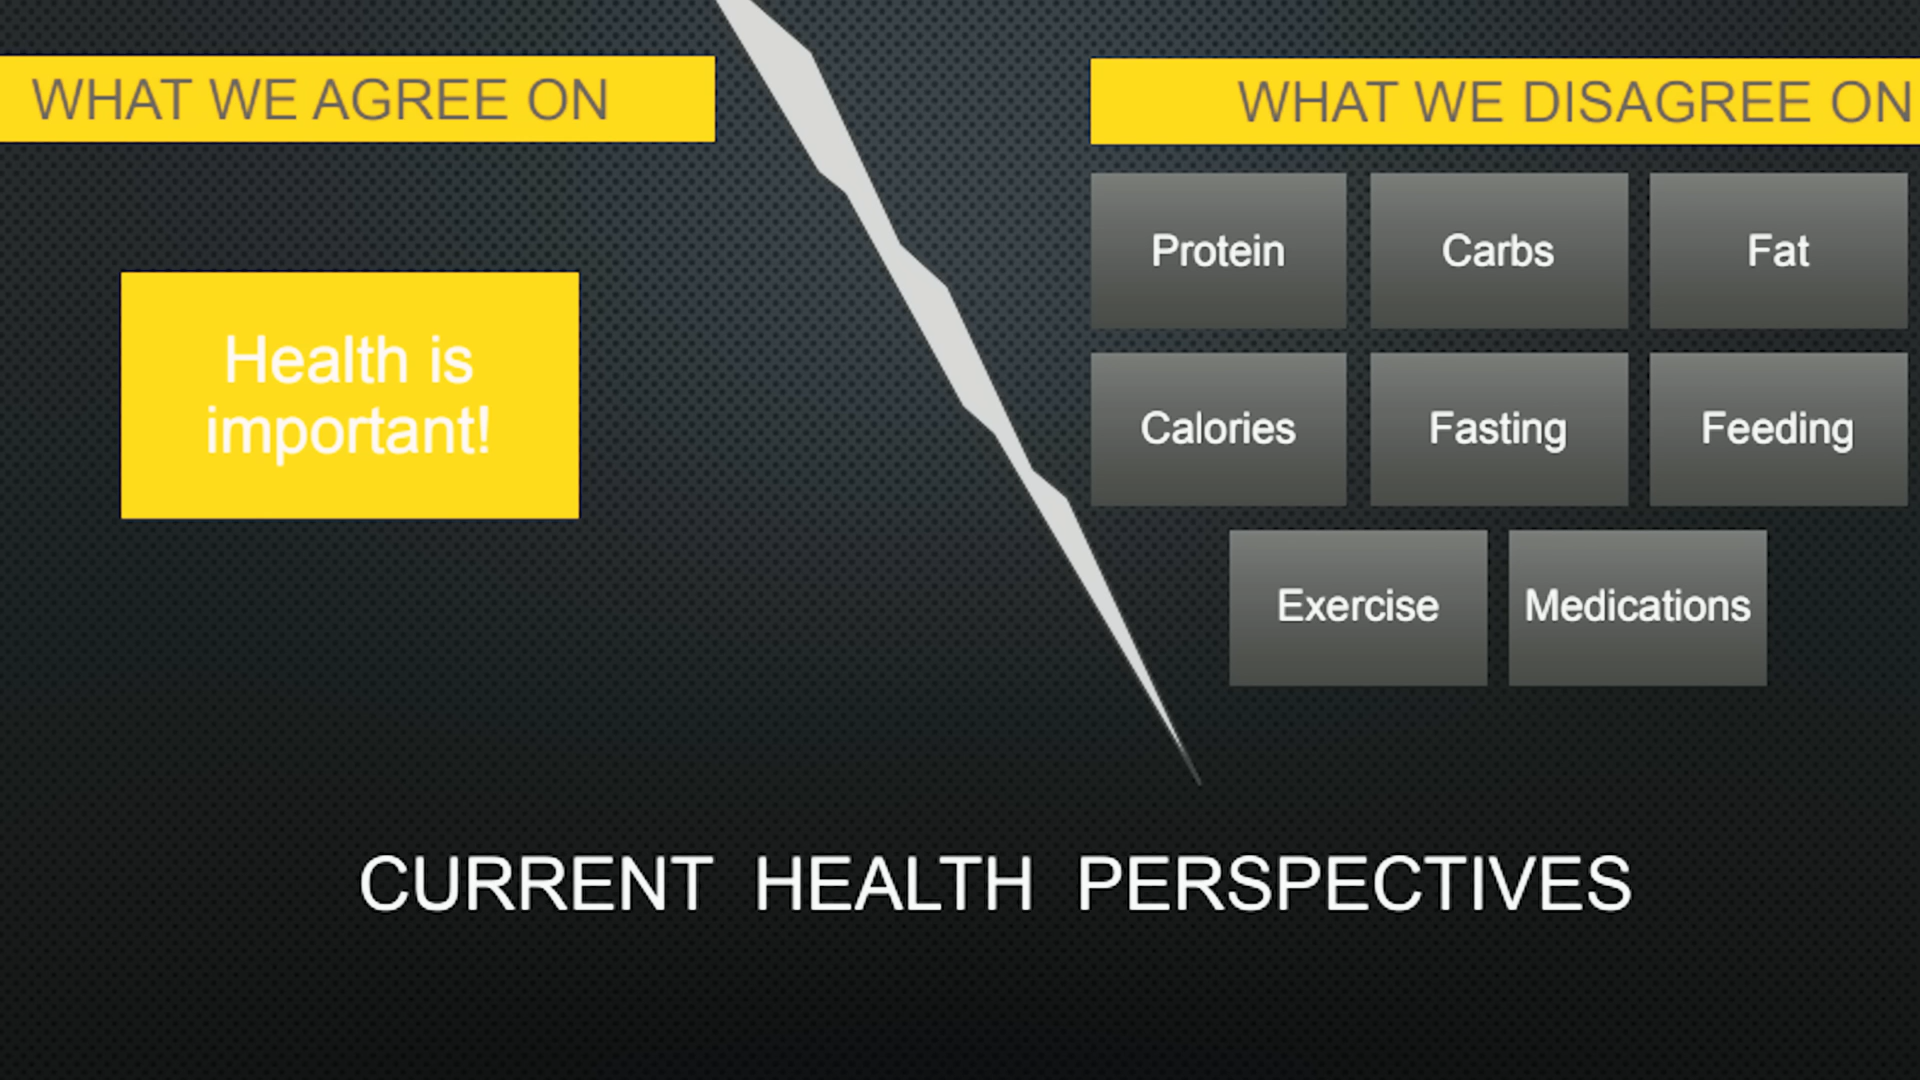 WHAT WE AGREE ON
Health is
important!
WHAT WE DISAGREE ON
Protein
Carbs
Fat
Calories
Fasting
Feeding
Exercise
Medications
CURRENT HEALTH PERSPECTIVES